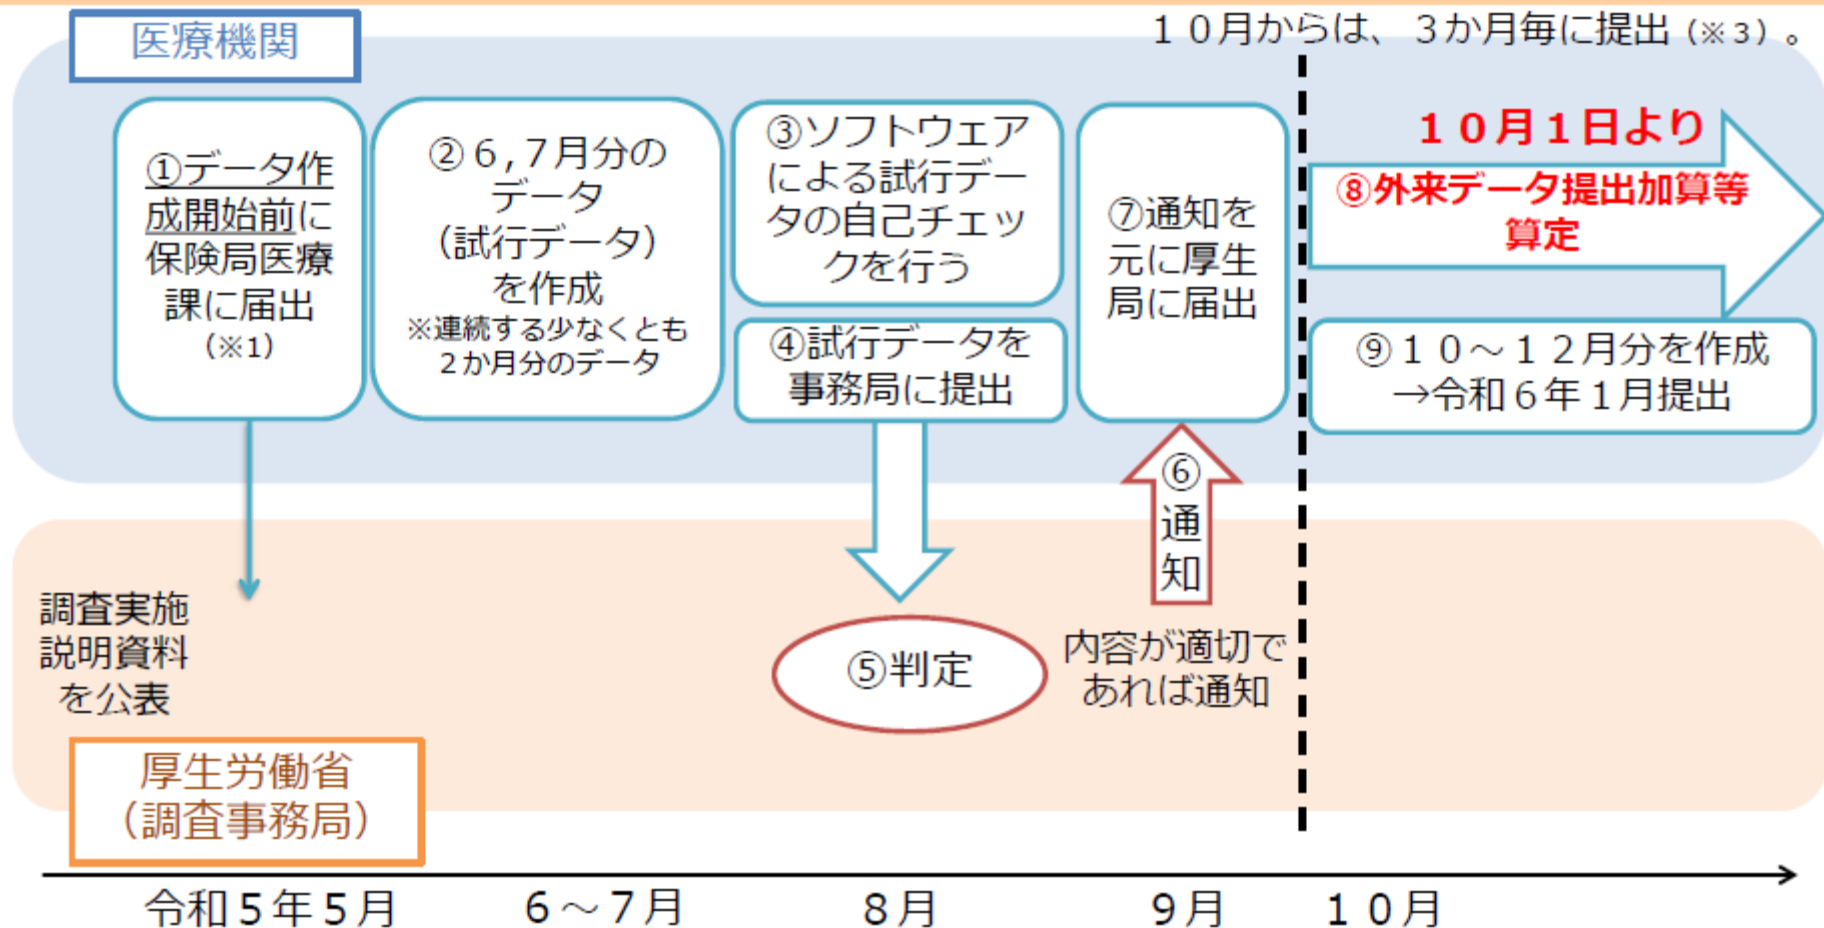 医療機関
１０月からは、３か月毎に提出（※３）。
①データ作
成開始前に
保険局医療
課に届出
（※1）
②６,７月分の
データ
（試行データ）
を作成
※連続する少なくとも
２か月分のデータ
③ソフトウェア
による試行デー
タの自己チェッ
クを行う
④試行データを
事務局に提出
⑦通知を
元に厚生
局に届出
１０月１日より
⑧外来データ提出加算等
算定
⑨１０～１２月分を作成
→令和６年１月提出
⑥
通
知
調査実施
説明資料
を公表
⑤判定
内容が適切で
あれば通知
厚生労働省
（調査事務局）
令和５年５月
６～７月
８月
９月
１０月